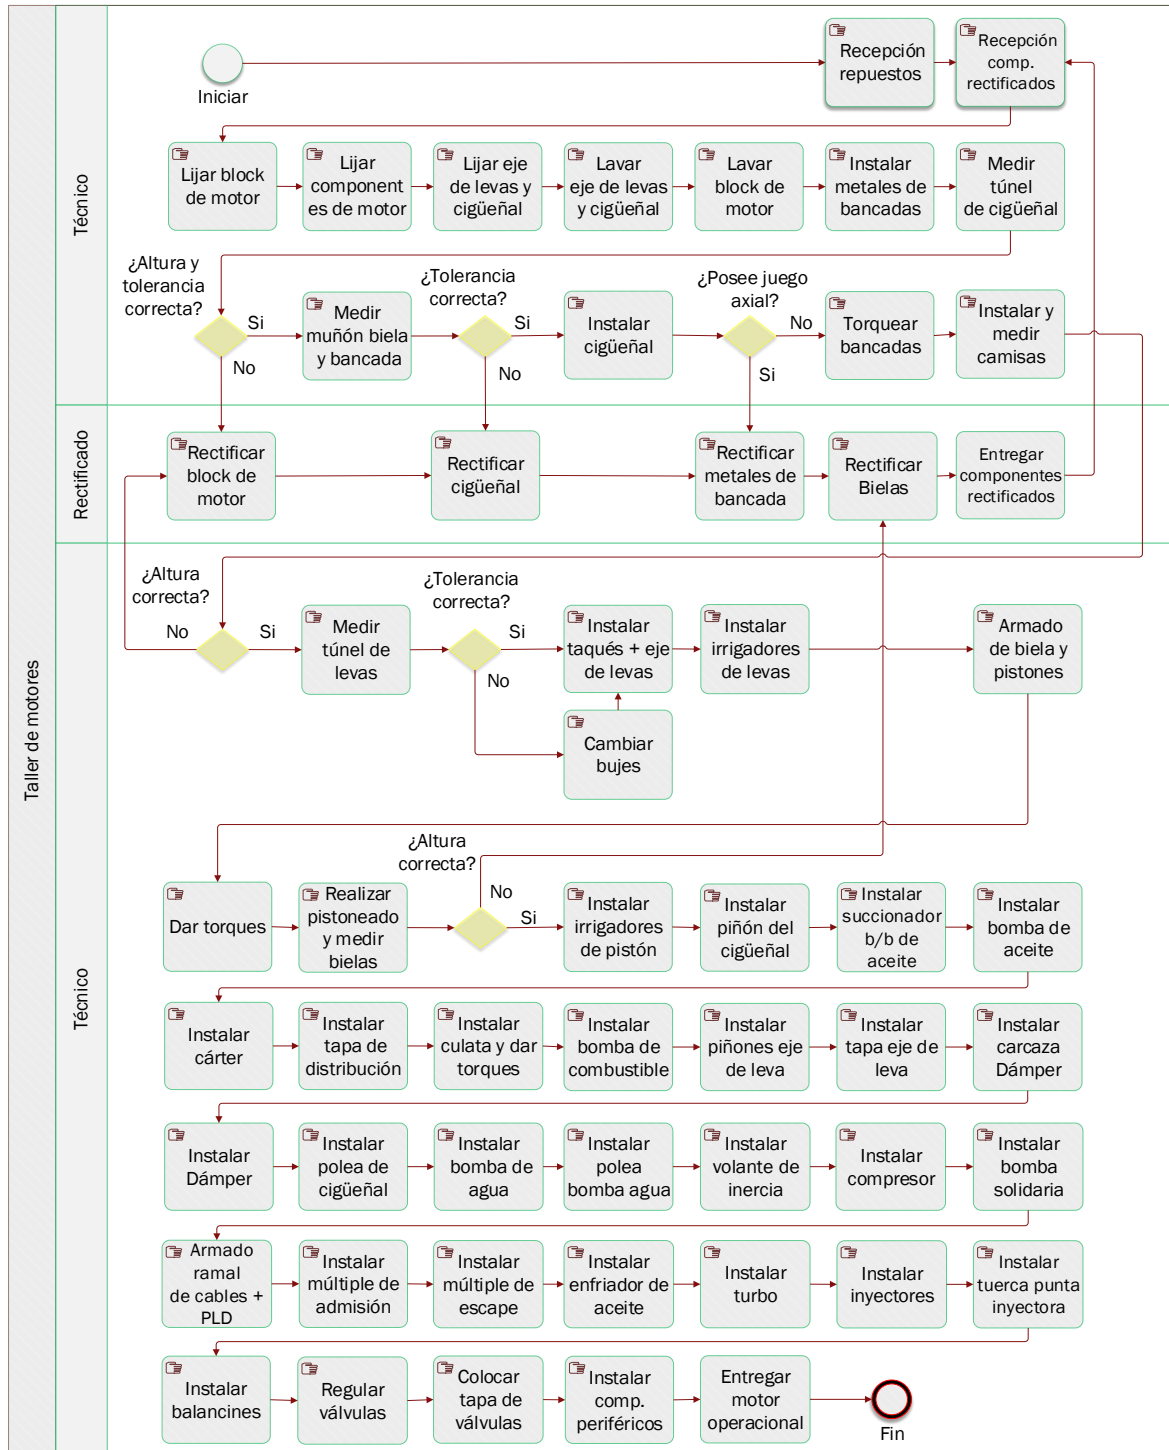 Taller de motores
Técnico
Iniciar
Recepción
repuestos
Recepción
comp.
rectificados
Lijar block
de motor
Lijar
component
es de motor
Lijar eje
de levas y
cigüeñal
Lavar
eje de levas
y cigüeñal
Lavar
block de
motor
Instalar
metales de
bancadas
Medir
túnel
de cigüeñal
¿Altura y
tolerancia
correcta?
Si
No
Medir
muñón biela
y bancada
¿Tolerancia
correcta?
Si
No
Instalar
cigüeñal
¿Posee juego
axial?
No
Si
Torquear
bancadas
Instalar y
medir
camisas
Rectificado
Rectificar
block de
motor
Rectificar
cigüeñal
Rectificar
metales de
bancada
Rectificar
Bielas
Entregar
componentes
rectificados
Técnico
¿Altura
correcta?
No
Si
Medir
túnel de
levas
¿Tolerancia
correcta?
Si
No
Instalar
taqués + eje
de levas
Instalar
irrigadores
de levas
Armado
de biela y
pistones
Cambiar
bujes
Dar torques
Realizar
pistoneado
y medir
bielas
¿Altura
correcta?
No
Si
Instalar
irrigadores
de pistón
Instalar
piñón del
cigüeñal
Instalar
succionador
b/b de
aceite
Instalar
bomba de
aceite
Instalar
cárter
Instalar
tapa de
distribución
Instalar
culata y dar
torques
Instalar
bomba de
combustible
Instalar
piñones eje
de leva
Instalar
tapa eje de
leva
Instalar
carcaza
Dámper
Instalar
Dámper
Instalar
polea de
cigüeñal
Instalar
bomba de
agua
Instalar
polea
bomba agua
Instalar
volante de
inercia
Instalar
compresor
Instalar
bomba
solidaria
Armado
ramal
de cables +
PLD
Instalar
múltiple de
admisión
Instalar
múltiple de
escape
Instalar
enfriador de
aceite
Instalar
turbo
Instalar
inyectores
Instalar
tuerca punta
inyectora
Instalar
balancines
Regular
válvulas
Colocar
tapa de
válvulas
Instalar
comp.
periféricos
Entregar
motor
operacional
Fin